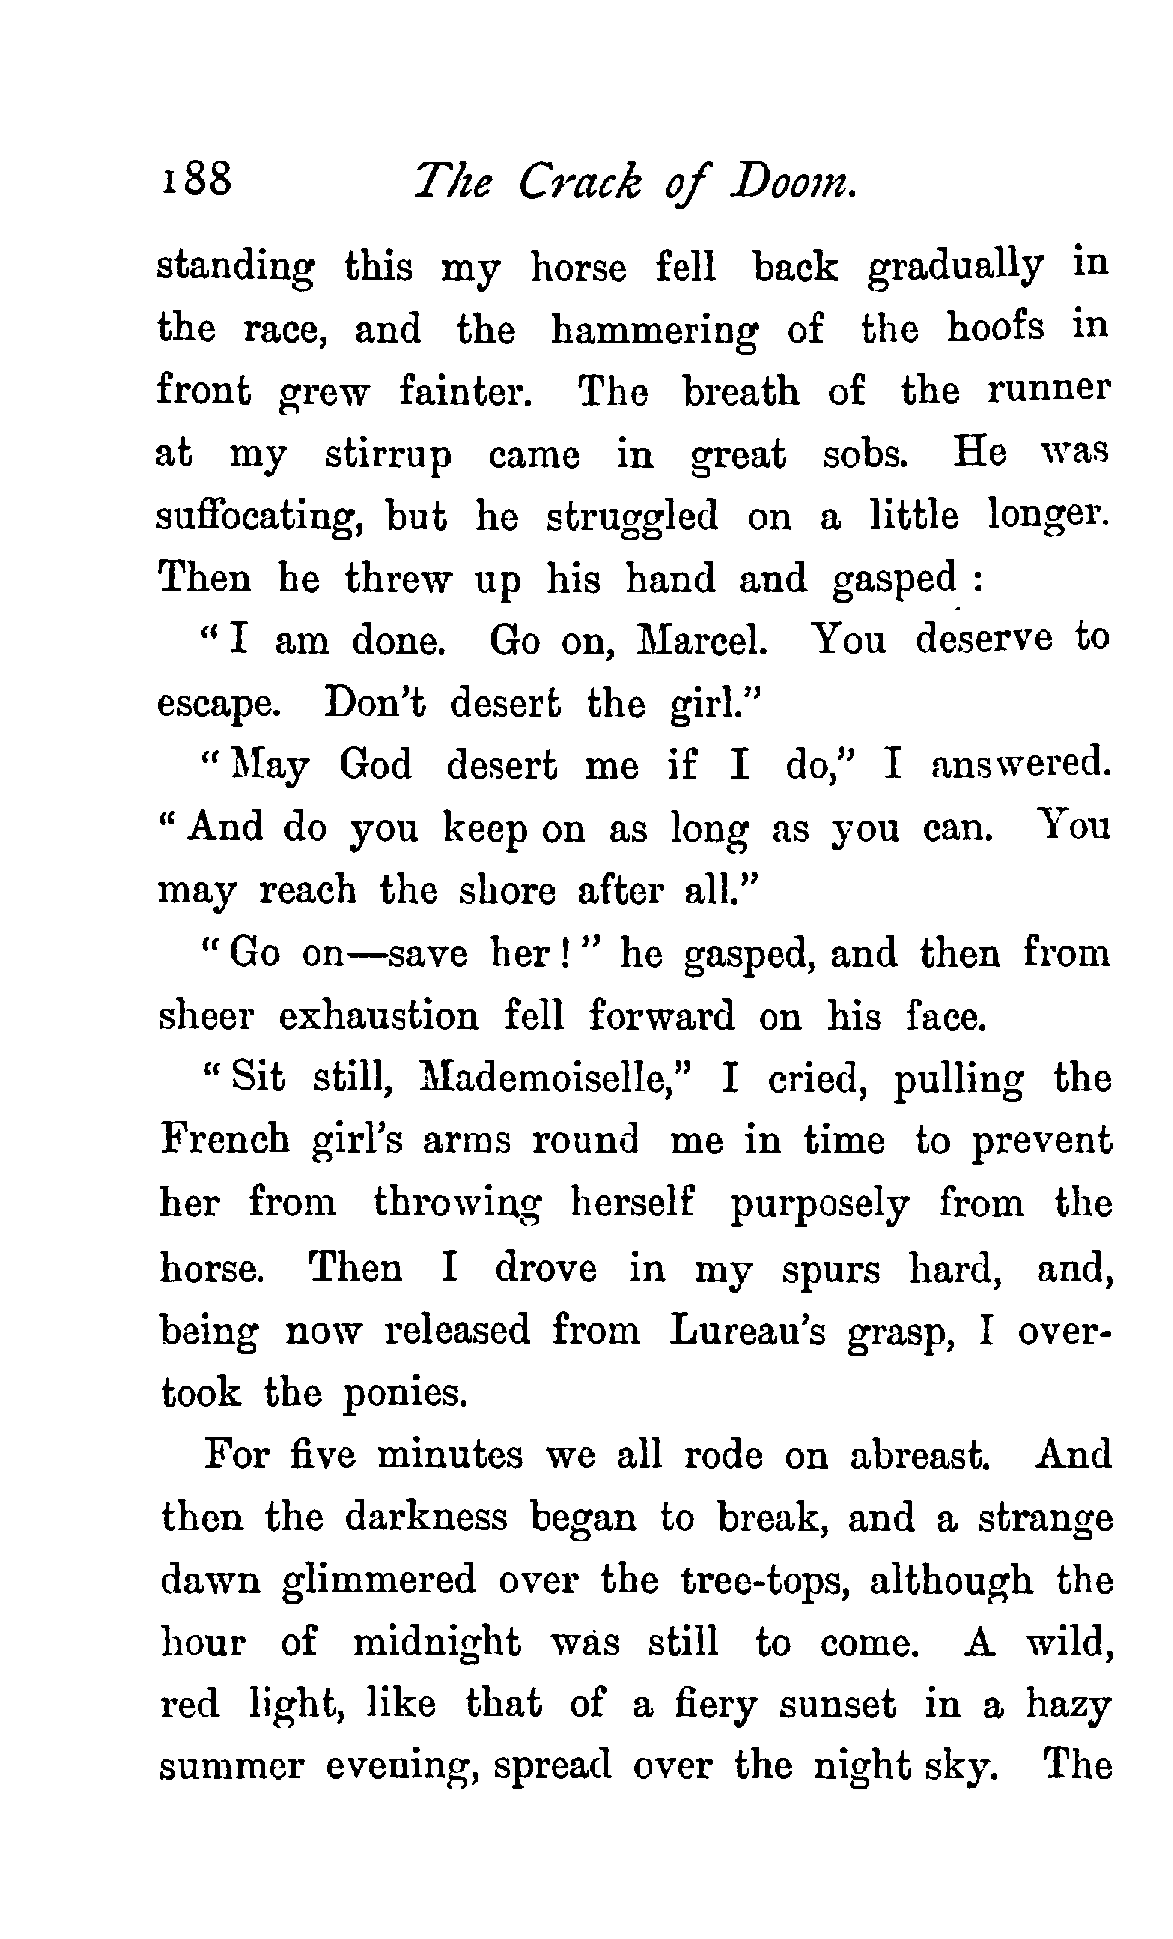 188 The Crack of Doom.
standing this my horse fell back gradually in
the race, and the hammering of the hoofs in
front grew fainter. The breath of the runner
at my stirrup came in great sobs. He was
suffocating, but he struggled on a little longer.
Then he threw up his hand and gasped :
“ I am done. Go on, Marcel. You deserve to
escape. Don’t desert the girl.”
“ May God desert me if I do,” I answered.
“ And do you keep on as long as you can. You
may reach the shore after all.”
“ Go on—save her ! ” he gasped, and then from
sheer exhaustion fell forward on his face.
“ Sit still, Mademoiselle,” I cried, pulling the
French girl’s arms round me in time to prevent
her from throwing herself purposely from the
horse. Then I drove in my spurs hard, and,
being now released from Lureau’s grasp, I over-
took the ponies.
For five minutes we all rode on abreast. And
then the darkness began to break, and a strange
dawn glimmered over the tree-tops, although the
hour of midnight was still to come. A wild,
red light, like that of a fiery sunset in a hazy
summer evening, spread over the night sky. The